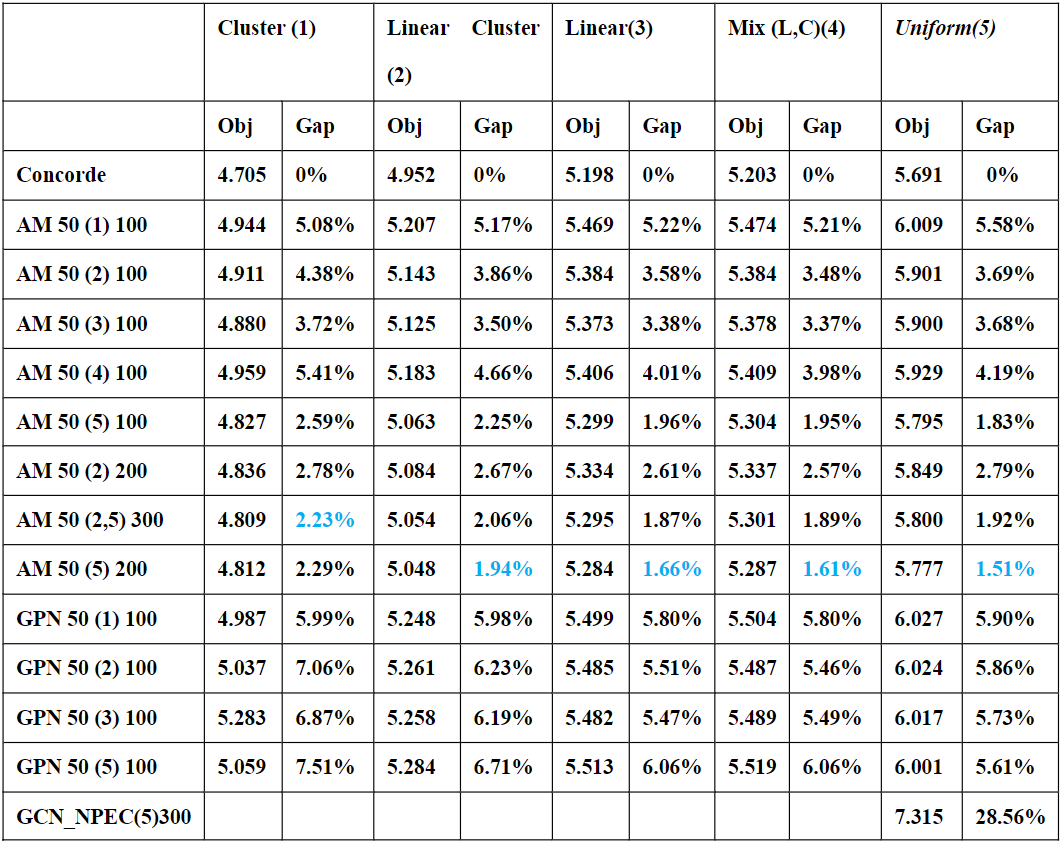 Cluster (1) Linear Cluster Linear(3) Mix (L,C)(4) Uniform(5)
(2)
Obj Gap Obj Gap Obj Gap Obj Gap Obj Gap
Concorde 4.705 0% 4.952 0% 5.198 0% 5.203 0% 5.691 0%
AM 50 (1) 100 4.944 5.08% 5.207 5.17% 5.469 5.22% 5.474 5.21% 6.009 5.58%
AM 50 (2) 100 4.911 4.38% 5.143 3.86% 5.384 3.58% 5.384 3.48% 5.901 3.69%
AM 50 (3) 100 4.880 3.72% 5.125 3.50% 5.373 3.38% 5.378 3.37% 5.900 3.68%
AM 50 (4) 100 4.959 5.41% 5.183 4.66% 5.406 4.01% 5.409 3.98% 5.929 4.19%
AM 50 (5) 100 4.827 2.59% 5.063 2.25% 5.299 1.96% 5.304 1.95% 5.795 1.83%
AM 50 (2) 200 4.836 2.78% 5.084 2.67% 5.334 2.61% 5.337 2.57% 5.849 2.79%
AM 50 (2,5) 300 4.809 2.23% 5.054 2.06% 5.295 1.87% 5.301 1.89% 5.800 1.92%
AM 50 (5) 200 4.812 2.29% 5.048 1.94% 5.284 1.66% 5.287 1.61% 5.777 1.51%
GPN 50 (1) 100 4.987 5.99% 5.248 5.98% 5.499 5.80% 5.504 5.80% 6.027 5.90%
GPN 50 (2) 100 5.037 7.06% 5.261 6.23% 5.485 5.51% 5.487 5.46% 6.024 5.86%
GPN 50 (3) 100 5.283 6.87% 5.258 6.19% 5.482 5.47% 5.489 5.49% 6.017 5.73%
GPN 50 (5) 100 5.059 7.51% 5.284 6.71% 5.513 6.06% 5.519 6.06% 6.001 5.61%
GCN_NPEC(5)300 7.315 28.56%